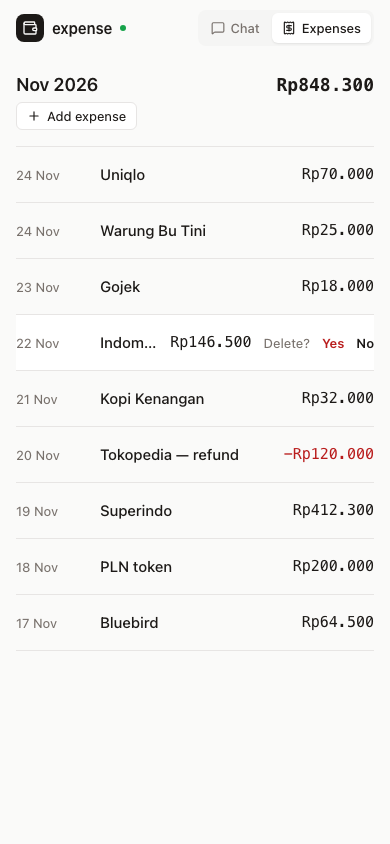 expense
Chat
Expenses
Nov 2026
Rp848.300
Add expense
24 Nov Uniqlo Rp70.000
24 Nov Warung Bu Tini Rp25.000
23 Nov Gojek Rp18.000
22 Nov Indom... Rp146.500 Delete? Yes No
21 Nov Kopi Kenangan Rp32.000
20 Nov Tokopedia — refund −Rp120.000
19 Nov Superindo Rp412.300
18 Nov PLN token Rp200.000
17 Nov Bluebird Rp64.500